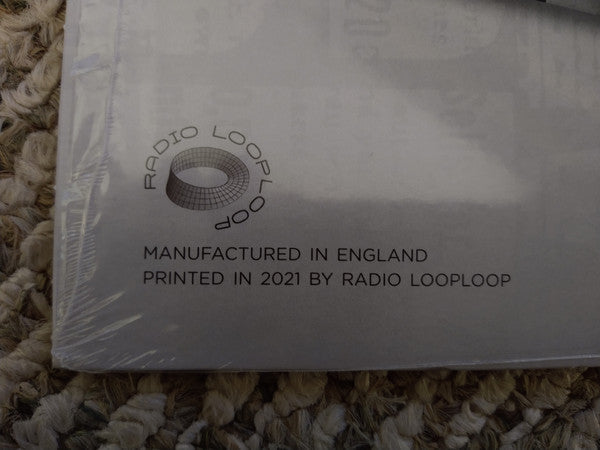 RADIO LOOPLOOP
MANUFACTURED IN ENGLAND
PRINTED IN 2021 BY RADIO LOOPLOOP